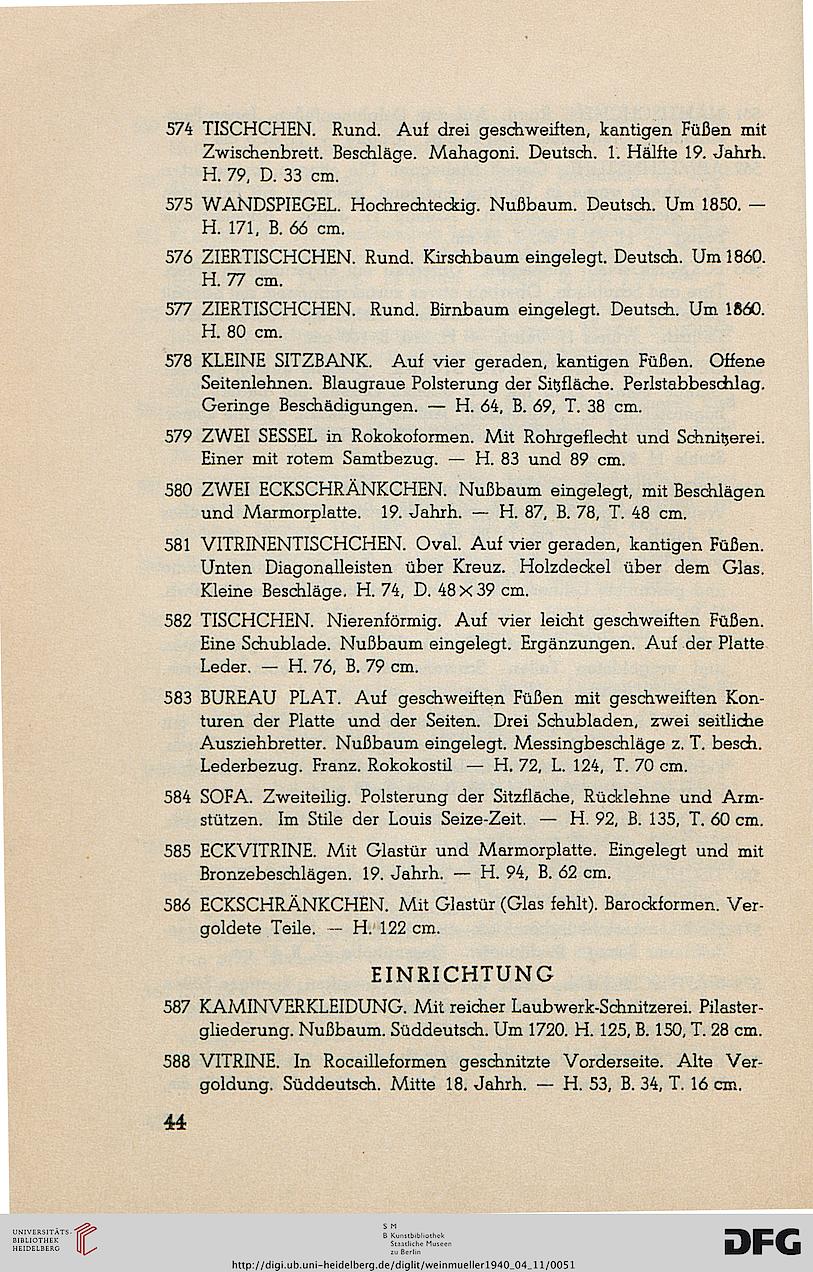 574 TISCHCHEN. Rund. Auf drei geschweiften, kantigen Füßen mit
Zwischenbrett. Beschläge. Mahagoni. Deutsch. 1. Hälfte 19. Jahrh.
H. 79, D. 33 cm.
575 WANDSPIEGEL. Hochrechteckig. Nußbaum. Deutsch. Um 1850. —
H. 171, B. 66 cm.
576 ZIERTISCHCHEN. Rund. Kirschbaum eingelegt. Deutsch. Um 1860.
H. 77 cm.
577 ZIERTISCHCHEN. Rund. Birnbaum eingelegt. Deutsch. Um 1860.
H. 80 cm.
578 KLEINE SITZBANK. Auf vier geraden, kantigen Füßen. Offene
Seitenlehnen. Blaugraue Polsterung der Sitzfläche. Perlstabbeschlag.
Geringe Beschädigungen. — H. 64, B. 69, T. 38 cm.
579 ZWEI SESSEL in Rokokoformen. Mit Rohrgeflecht und Schnitzerei.
Einer mit rotem Samtbezug. — H. 83 und 89 cm.
580 ZWEI ECKSCHRÄNKCHEN. Nußbaum eingelegt, mit Beschlägen
und Marmorplatte. 19. Jahrh. — H. 87, B. 78, T. 48 cm.
581 VITRINENTISCHCHEN. Oval. Auf vier geraden, kantigen Füßen.
Unten Diagonalleisten über Kreuz. Holzdeckel über dem Glas.
Kleine Beschläge. H. 74, D. 48×39 cm.
582 TISCHCHEN. Nierenförmig. Auf vier leicht geschweiften Füßen.
Eine Schublade. Nußbaum eingelegt. Ergänzungen. Auf der Platte
Leder. — H. 76, B. 79 cm.
583 BUREAU PLAT. Auf geschweiften Füßen mit geschweiften Kon-
turen der Platte und der Seiten. Drei Schubladen, zwei seitliche
Ausziehbretter. Nußbaum eingelegt. Messingbeschläge z. T. besch.
Lederbezug. Franz. Rokokostil — H. 72, L. 124, T. 70 cm.
584 SOFA. Zweiteilig. Polsterung der Sitzfläche, Rücklehne und Arm-
stützen. Im Stile der Louis Seize-Zeit. — H. 92, B. 135, T. 60 cm.
585 ECKVITRINE. Mit Glastür und Marmorplatte. Eingelegt und mit
Bronzebeschlägen. 19. Jahrh. — H. 94, B. 62 cm.
586 ECKSCHRÄNKCHEN. Mit Glastür (Glas fehlt). Barockformen. Ver-
goldete Teile. — H. 122 cm.
EINRICHTUNG
587 KAMINVERKLEIDUNG. Mit reicher Laubwerk-Schnitzerei. Pilaster-
gliederung. Nußbaum. Süddeutsch. Um 1720. H. 125, B. 150, T. 28 cm.
588 VITRINE. In Rocailleformen geschnitzte Vorderseite. Alte Ver-
goldung. Süddeutsch. Mitte 18. Jahrh. — H. 53, B. 34, T. 16 cm.
44
UNIVERSITÄTS-
BIBLIOTHEK
HEIDELBERG
S M
B Kunstbibliothek
Staatliche Museen
zu Berlin
DFG
http://digi.ub.uni-heidelberg.de/diglit/weinmueller1940_04_11/0051